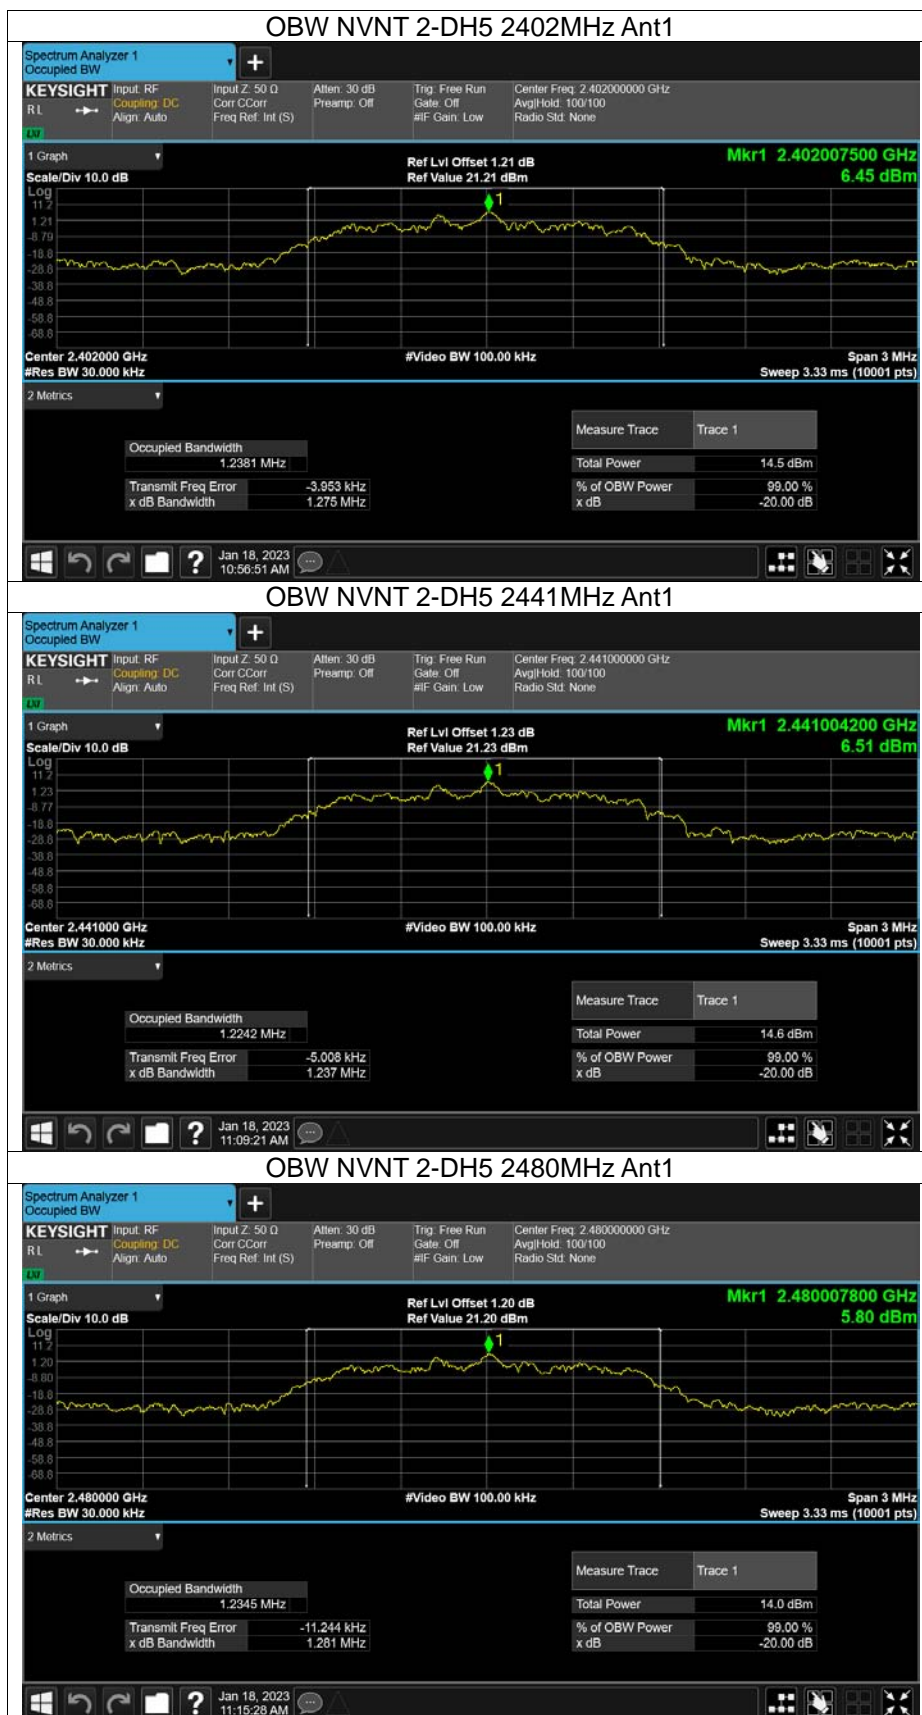 OBW NVNT 2-DH5 2402MHz Ant1
Spectrum Analyzer 1
Occupied BW
+
KEYSIGHT Input: RF Input Z: 50 Ω Atten: 30 dB Trig: Free Run Center Freq: 2.402000000 GHz
RL Coupling: DC Corr CCorr Preamp: Off Gate: Off Avg|Hold: 100/100
Align: Auto Freq Ref: Int (S) #IF Gain: Low Radio Std: None
LXI
1 Graph Ref Lvl Offset 1.21 dB Mkr1 2.402007500 GHz
Scale/Div 10.0 dB Ref Value 21.21 dBm 6.45 dBm
Log
11.2
1
1.21
-8.79
-18.8
-28.8
-38.8
-48.8
-58.8
-68.8
Center 2.402000 GHz #Video BW 100.00 kHz Span 3 MHz
#Res BW 30.000 kHz Sweep 3.33 ms (10001 pts)
2 Metrics
Measure Trace Trace 1
Occupied Bandwidth
1.2381 MHz Total Power 14.5 dBm
Transmit Freq Error -3.953 kHz % of OBW Power 99.00 %
x dB Bandwidth 1.275 MHz x dB -20.00 dB
? Jan 18, 2023
10:56:51 AM
OBW NVNT 2-DH5 2441MHz Ant1
Spectrum Analyzer 1
Occupied BW
+
KEYSIGHT Input: RF Input Z: 50 Ω Atten: 30 dB Trig: Free Run Center Freq: 2.441000000 GHz
RL Coupling: DC Corr CCorr Preamp: Off Gate: Off Avg|Hold: 100/100
Align: Auto Freq Ref: Int (S) #IF Gain: Low Radio Std: None
LXI
1 Graph Ref Lvl Offset 1.23 dB Mkr1 2.441004200 GHz
Scale/Div 10.0 dB Ref Value 21.23 dBm 6.51 dBm
Log
11.2
1
1.23
-8.77
-18.8
-28.8
-38.8
-48.8
-58.8
-68.8
Center 2.441000 GHz #Video BW 100.00 kHz Span 3 MHz
#Res BW 30.000 kHz Sweep 3.33 ms (10001 pts)
2 Metrics
Measure Trace Trace 1
Occupied Bandwidth
1.2242 MHz Total Power 14.6 dBm
Transmit Freq Error -5.008 kHz % of OBW Power 99.00 %
x dB Bandwidth 1.237 MHz x dB -20.00 dB
? Jan 18, 2023
11:09:21 AM
OBW NVNT 2-DH5 2480MHz Ant1
Spectrum Analyzer 1
Occupied BW
+
KEYSIGHT Input: RF Input Z: 50 Ω Atten: 30 dB Trig: Free Run Center Freq: 2.480000000 GHz
RL Coupling: DC Corr CCorr Preamp: Off Gate: Off Avg|Hold: 100/100
Align: Auto Freq Ref: Int (S) #IF Gain: Low Radio Std: None
LXI
1 Graph Ref Lvl Offset 1.20 dB Mkr1 2.480007800 GHz
Scale/Div 10.0 dB Ref Value 21.20 dBm 5.80 dBm
Log
11.2
1
1.20
-8.80
-18.8
-28.8
-38.8
-48.8
-58.8
-68.8
Center 2.480000 GHz #Video BW 100.00 kHz Span 3 MHz
#Res BW 30.000 kHz Sweep 3.33 ms (10001 pts)
2 Metrics
Measure Trace Trace 1
Occupied Bandwidth
1.2345 MHz Total Power 14.0 dBm
Transmit Freq Error -11.244 kHz % of OBW Power 99.00 %
x dB Bandwidth 1.281 MHz x dB -20.00 dB
? Jan 18, 2023
11:15:28 AM